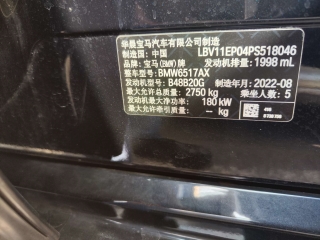 华晨宝马汽车有限公司制造
制造国: 中国 LBV11EP04PS518046
品牌: 宝马(BMW)牌 发动机排量: 1998 mL
整车型号: BMW6517AX
发动机型号: B48B20G 制造年月: 2022-08
最大允许总质量: 2750 kg 乘坐人数: 5
发动机最大净功率: 180 kW
最大允许牵引质量: -- kg